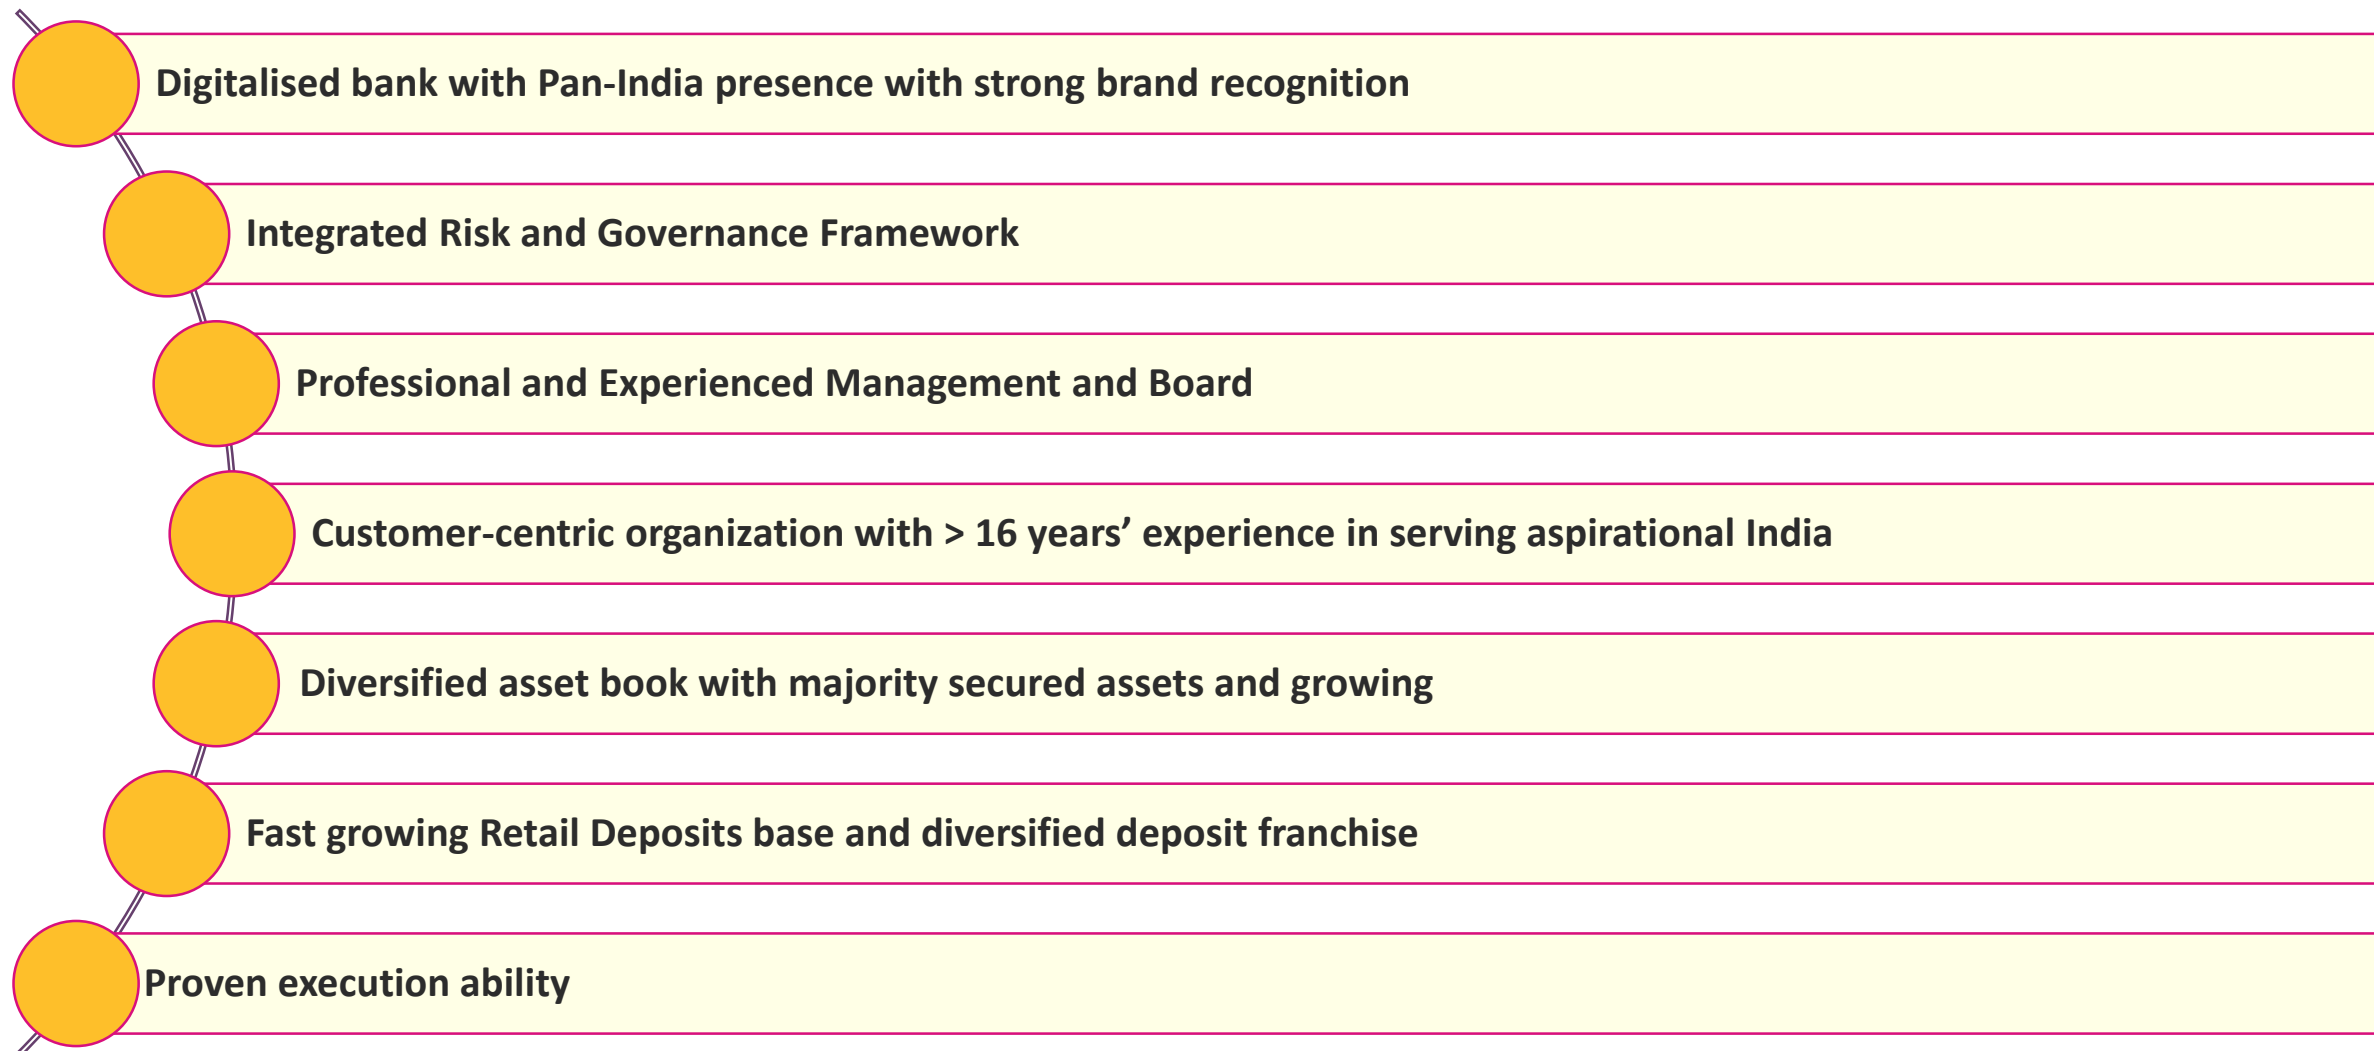 Digitalised bank with Pan-India presence with strong brand recognition
Integrated Risk and Governance Framework
Professional and Experienced Management and Board
Customer-centric organization with > 16 years’ experience in serving aspirational India
Diversified asset book with majority secured assets and growing
Fast growing Retail Deposits base and diversified deposit franchise
Proven execution ability